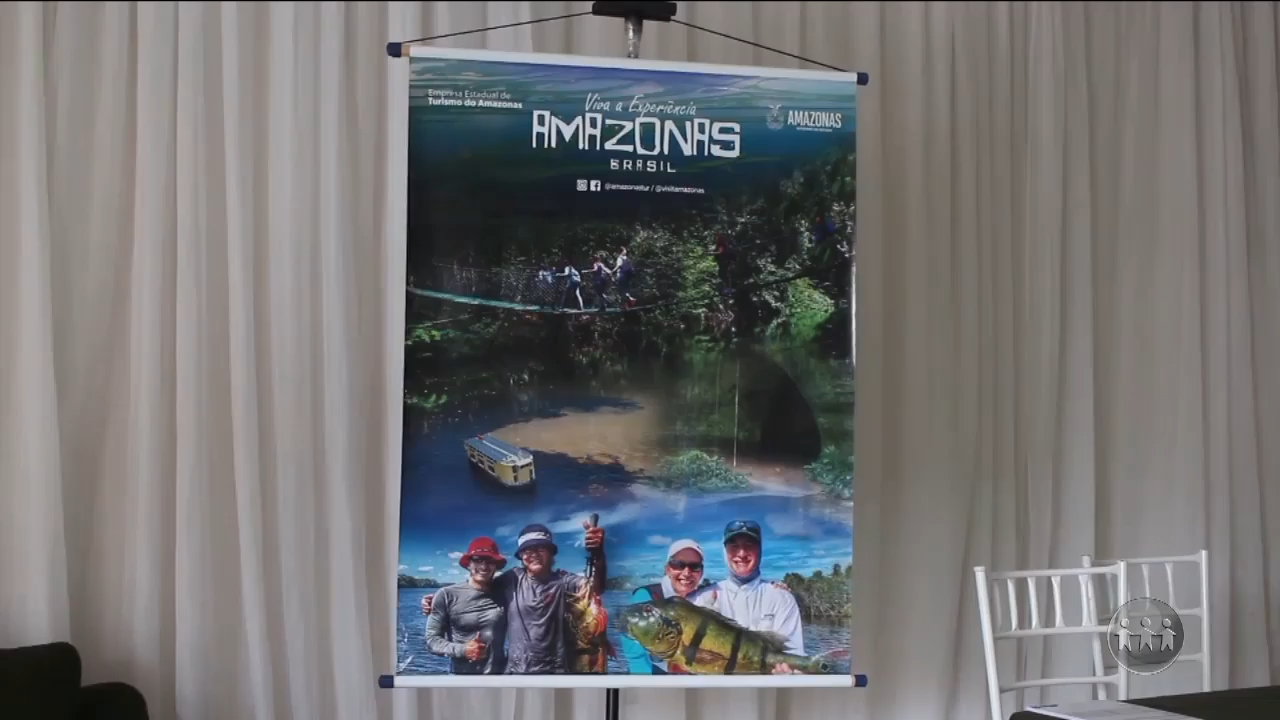 Empresa Estadual de
Turismo do Amazonas
Viva a Experiência
AMAZONAS
BRASIL
@amazonastur / @visitamazonas
AMAZONAS